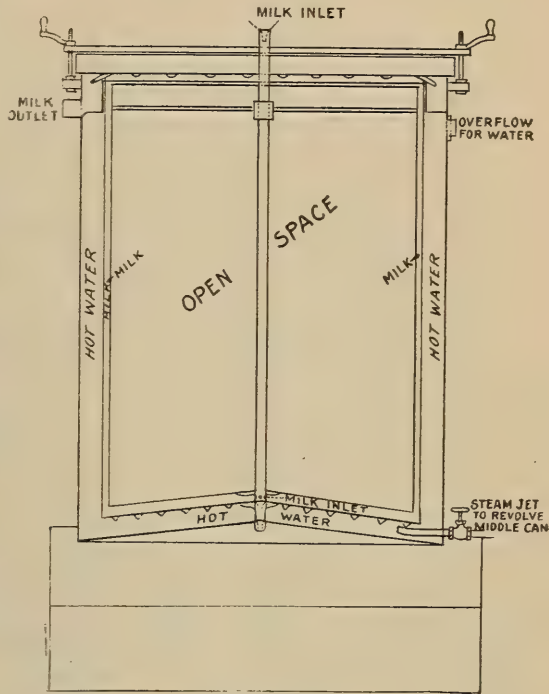 MILK INLET
MILK
OUTLET
OVERFLOW
FOR WATER
OPEN SPACE
HOT WATER
MILK MILK
MILK
HOT WATER
MILK INLET
HOT WATER
STEAM JET
TO REVOLVE
MIDDLE CAN